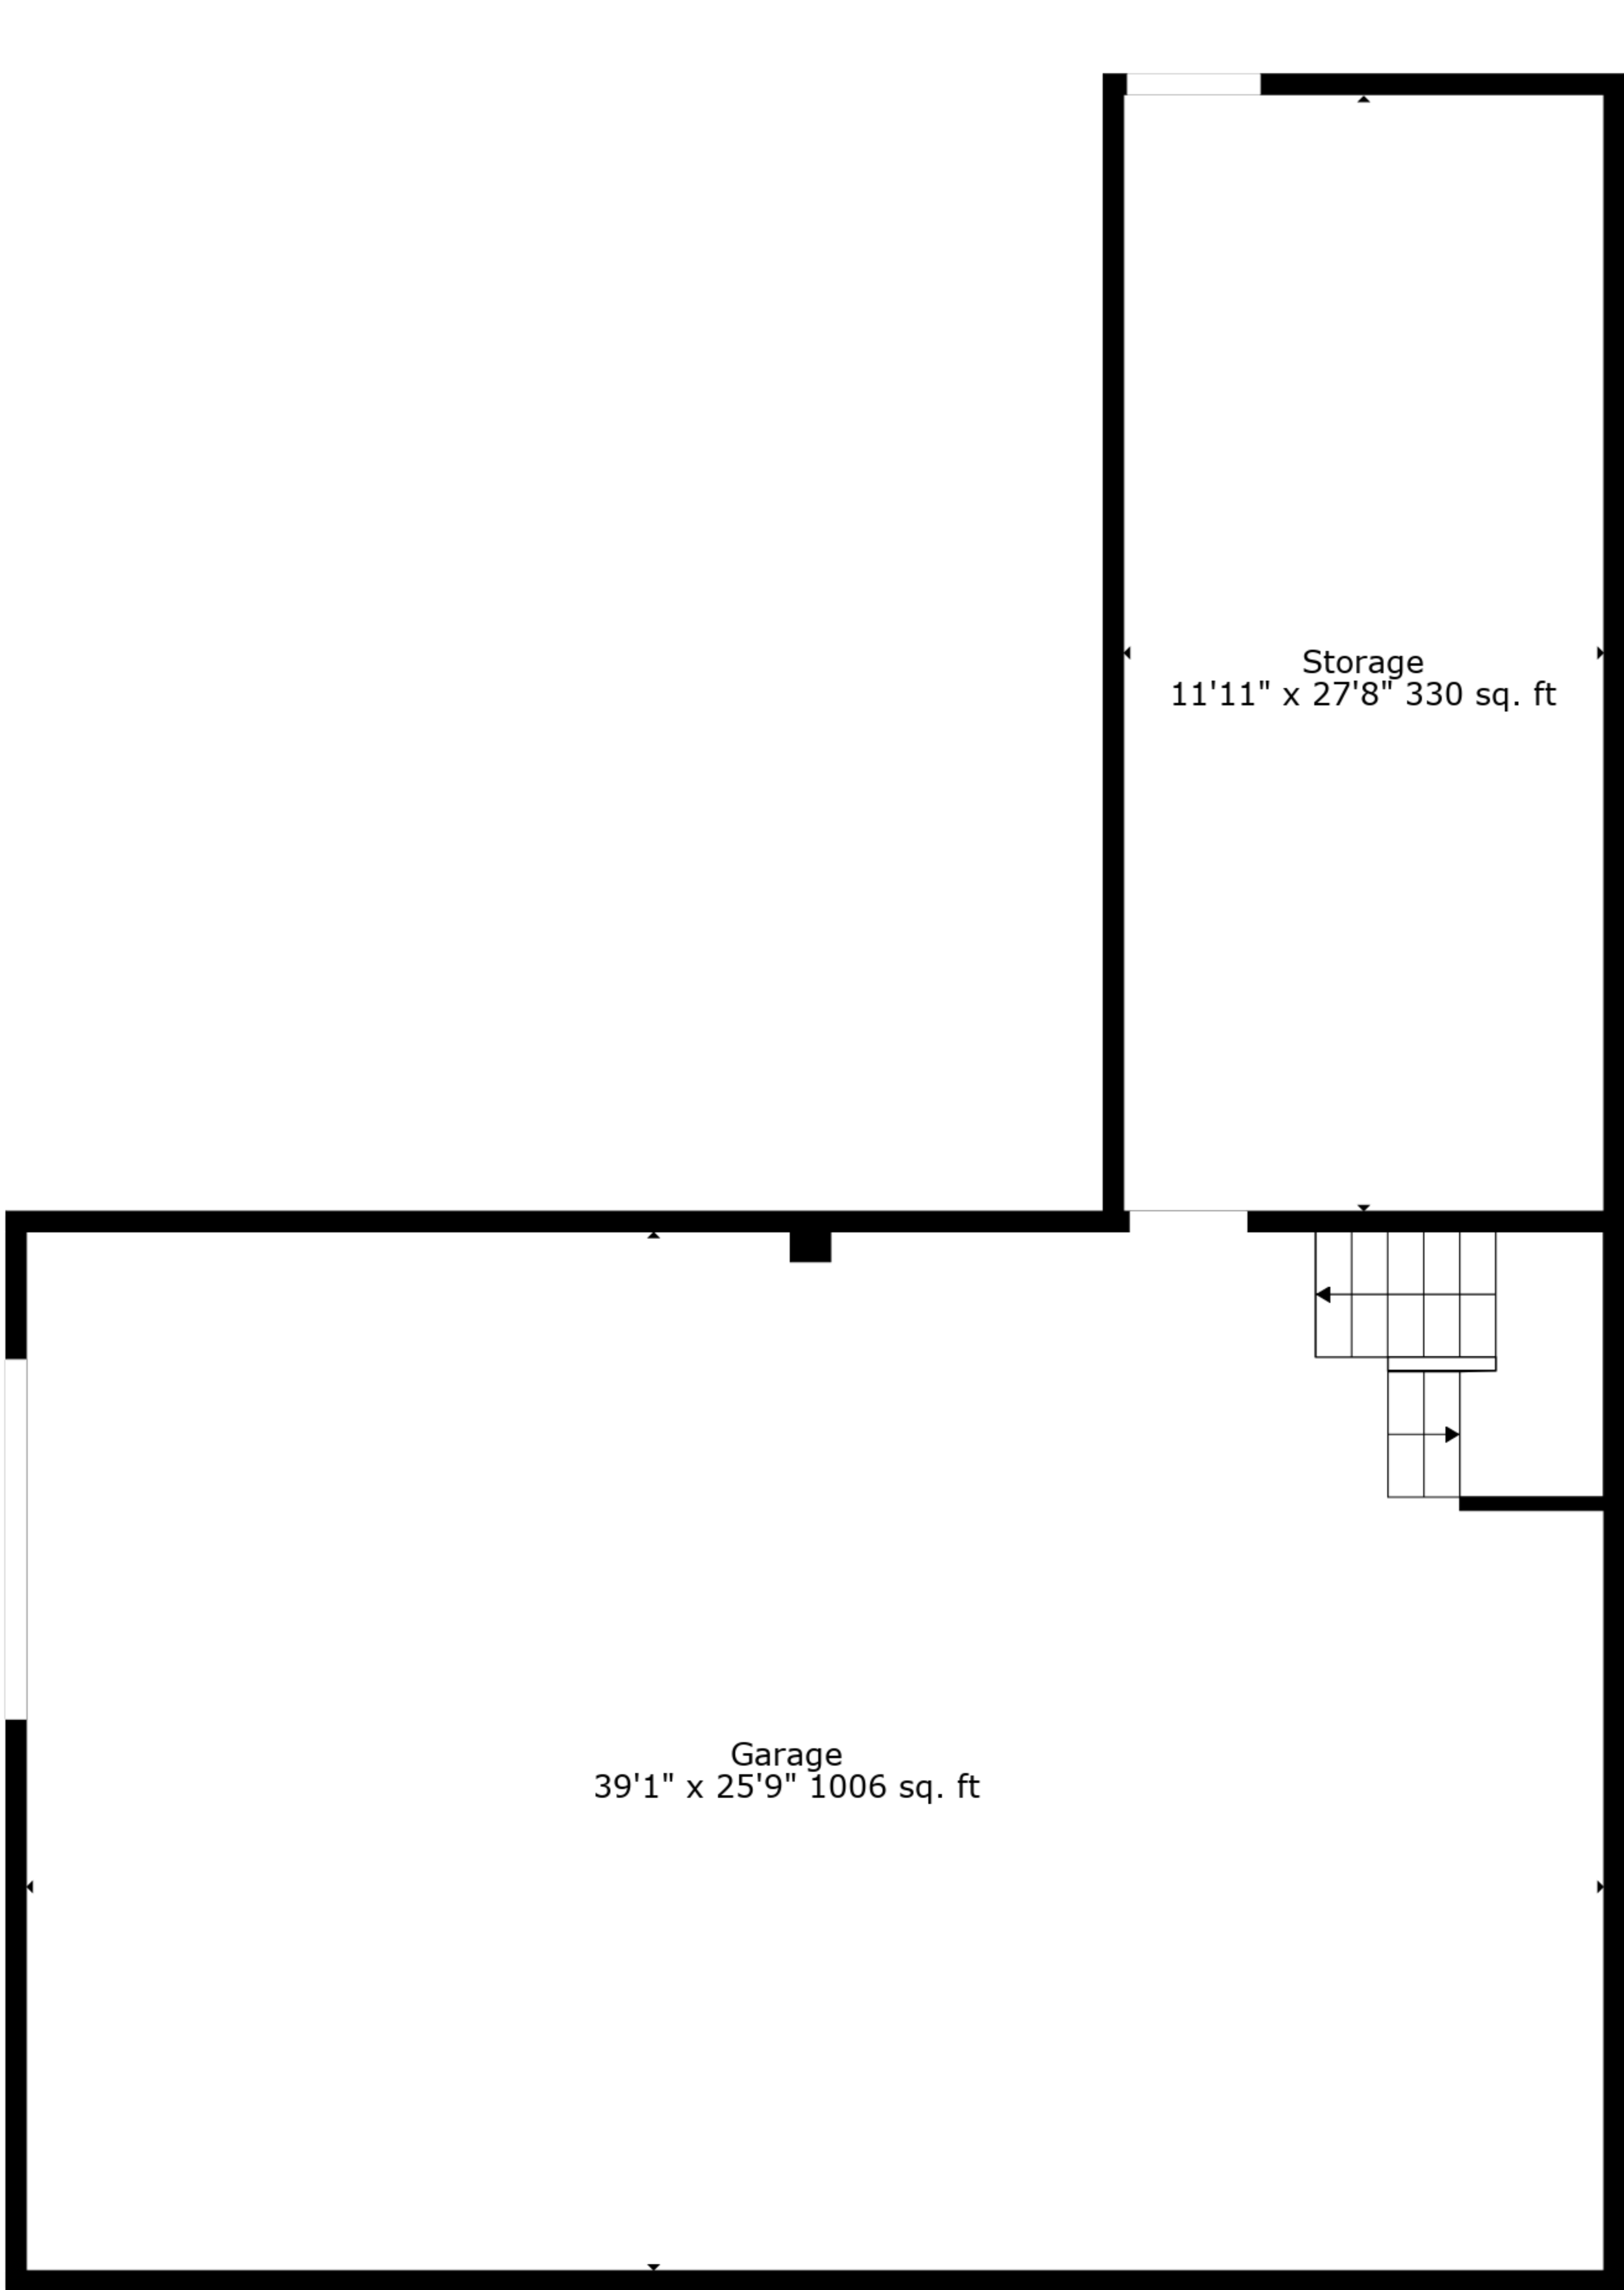 Storage
11'11" x 27'8" 330 sq. ft
Garage
39'1" x 25'9" 1006 sq. ft